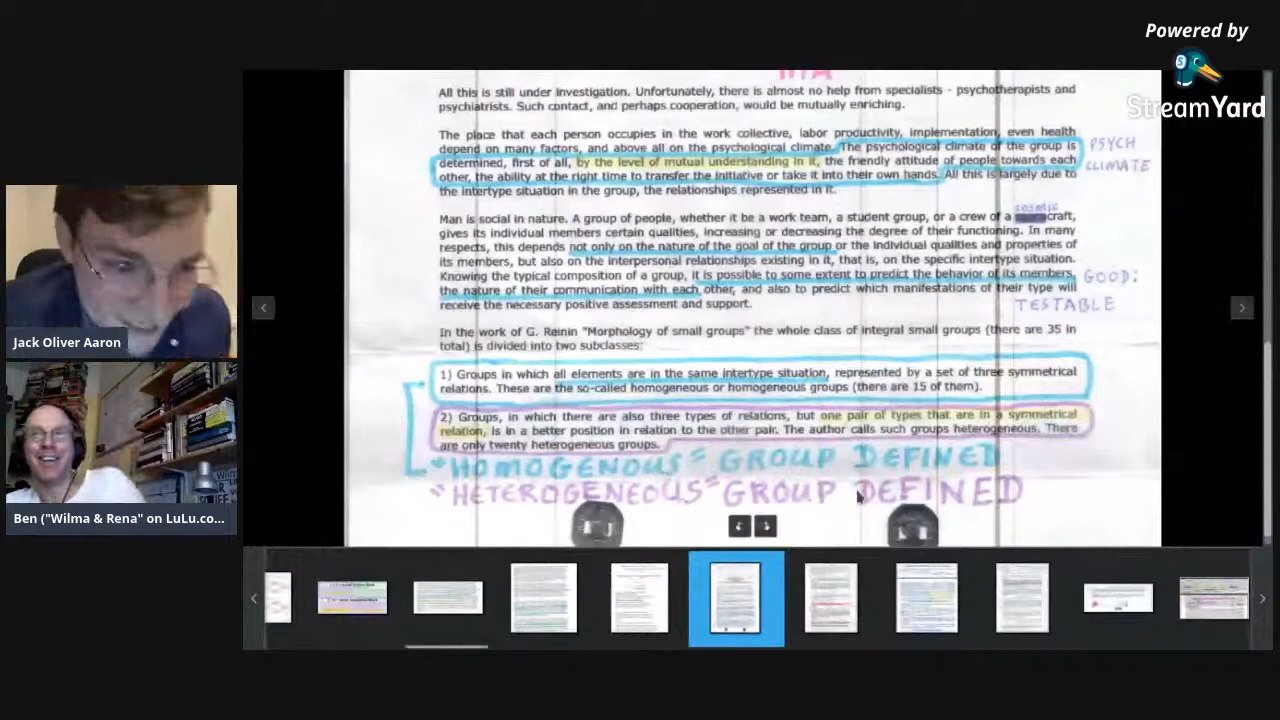 Powered by
StreamYard
All this is still under investigation. Unfortunately, there is almost no help from specialists - psychotherapists and
psychiatrists. Such contact, and perhaps cooperation, would be mutually enriching.
The place that each person occupies in the work collective, labor productivity, implementation, even health
depend on many factors, and above all on the psychological climate. The psychological climate of the group is
determined, first of all, by the level of mutual understanding in it, the friendly attitude of people towards each
other, the ability at the right time to transfer the initiative or take it into their own hands. All this is largely due to
the intertype situation in the group, the relationships represented in it.
PSYCH
CLIMATE
cosmic
Man is social in nature. A group of people, whether it be a work team, a student group, or a crew of a craft,
gives its individual members certain qualities, increasing or decreasing the degree of their functioning. In many
respects, this depends not only on the nature of the goal of the group or the individual qualities and properties of
its members, but also on the interpersonal relationships existing in it, that is, on the specific intertype situation.
Knowing the typical composition of a group, it is possible to some extent to predict the behavior of its members,
the nature of their communication with each other, and also to predict which manifestations of their type will
receive the necessary positive assessment and support.
GOOD:
TESTABLE
In the work of G. Reinin "Morphology of small groups" the whole class of integral small groups (there are 35 in
total) is divided into two subclasses:
1) Groups in which all elements are in the same intertype situation, represented by a set of three symmetrical
relations. These are the so-called homogeneous or homogeneous groups (there are 15 of them).
2) Groups, in which there are also three types of relations, but one pair of types that are in a symmetrical
relation, is in a better position in relation to the other pair. The author calls such groups heterogeneous. There
are only twenty heterogeneous groups.
"HOMOGENOUS" GROUP DEFINED
"HETEROGENEOUS" GROUP DEFINED
Jack Oliver Aaron
Ben ("Wilma & Rena" on LuLu.co...